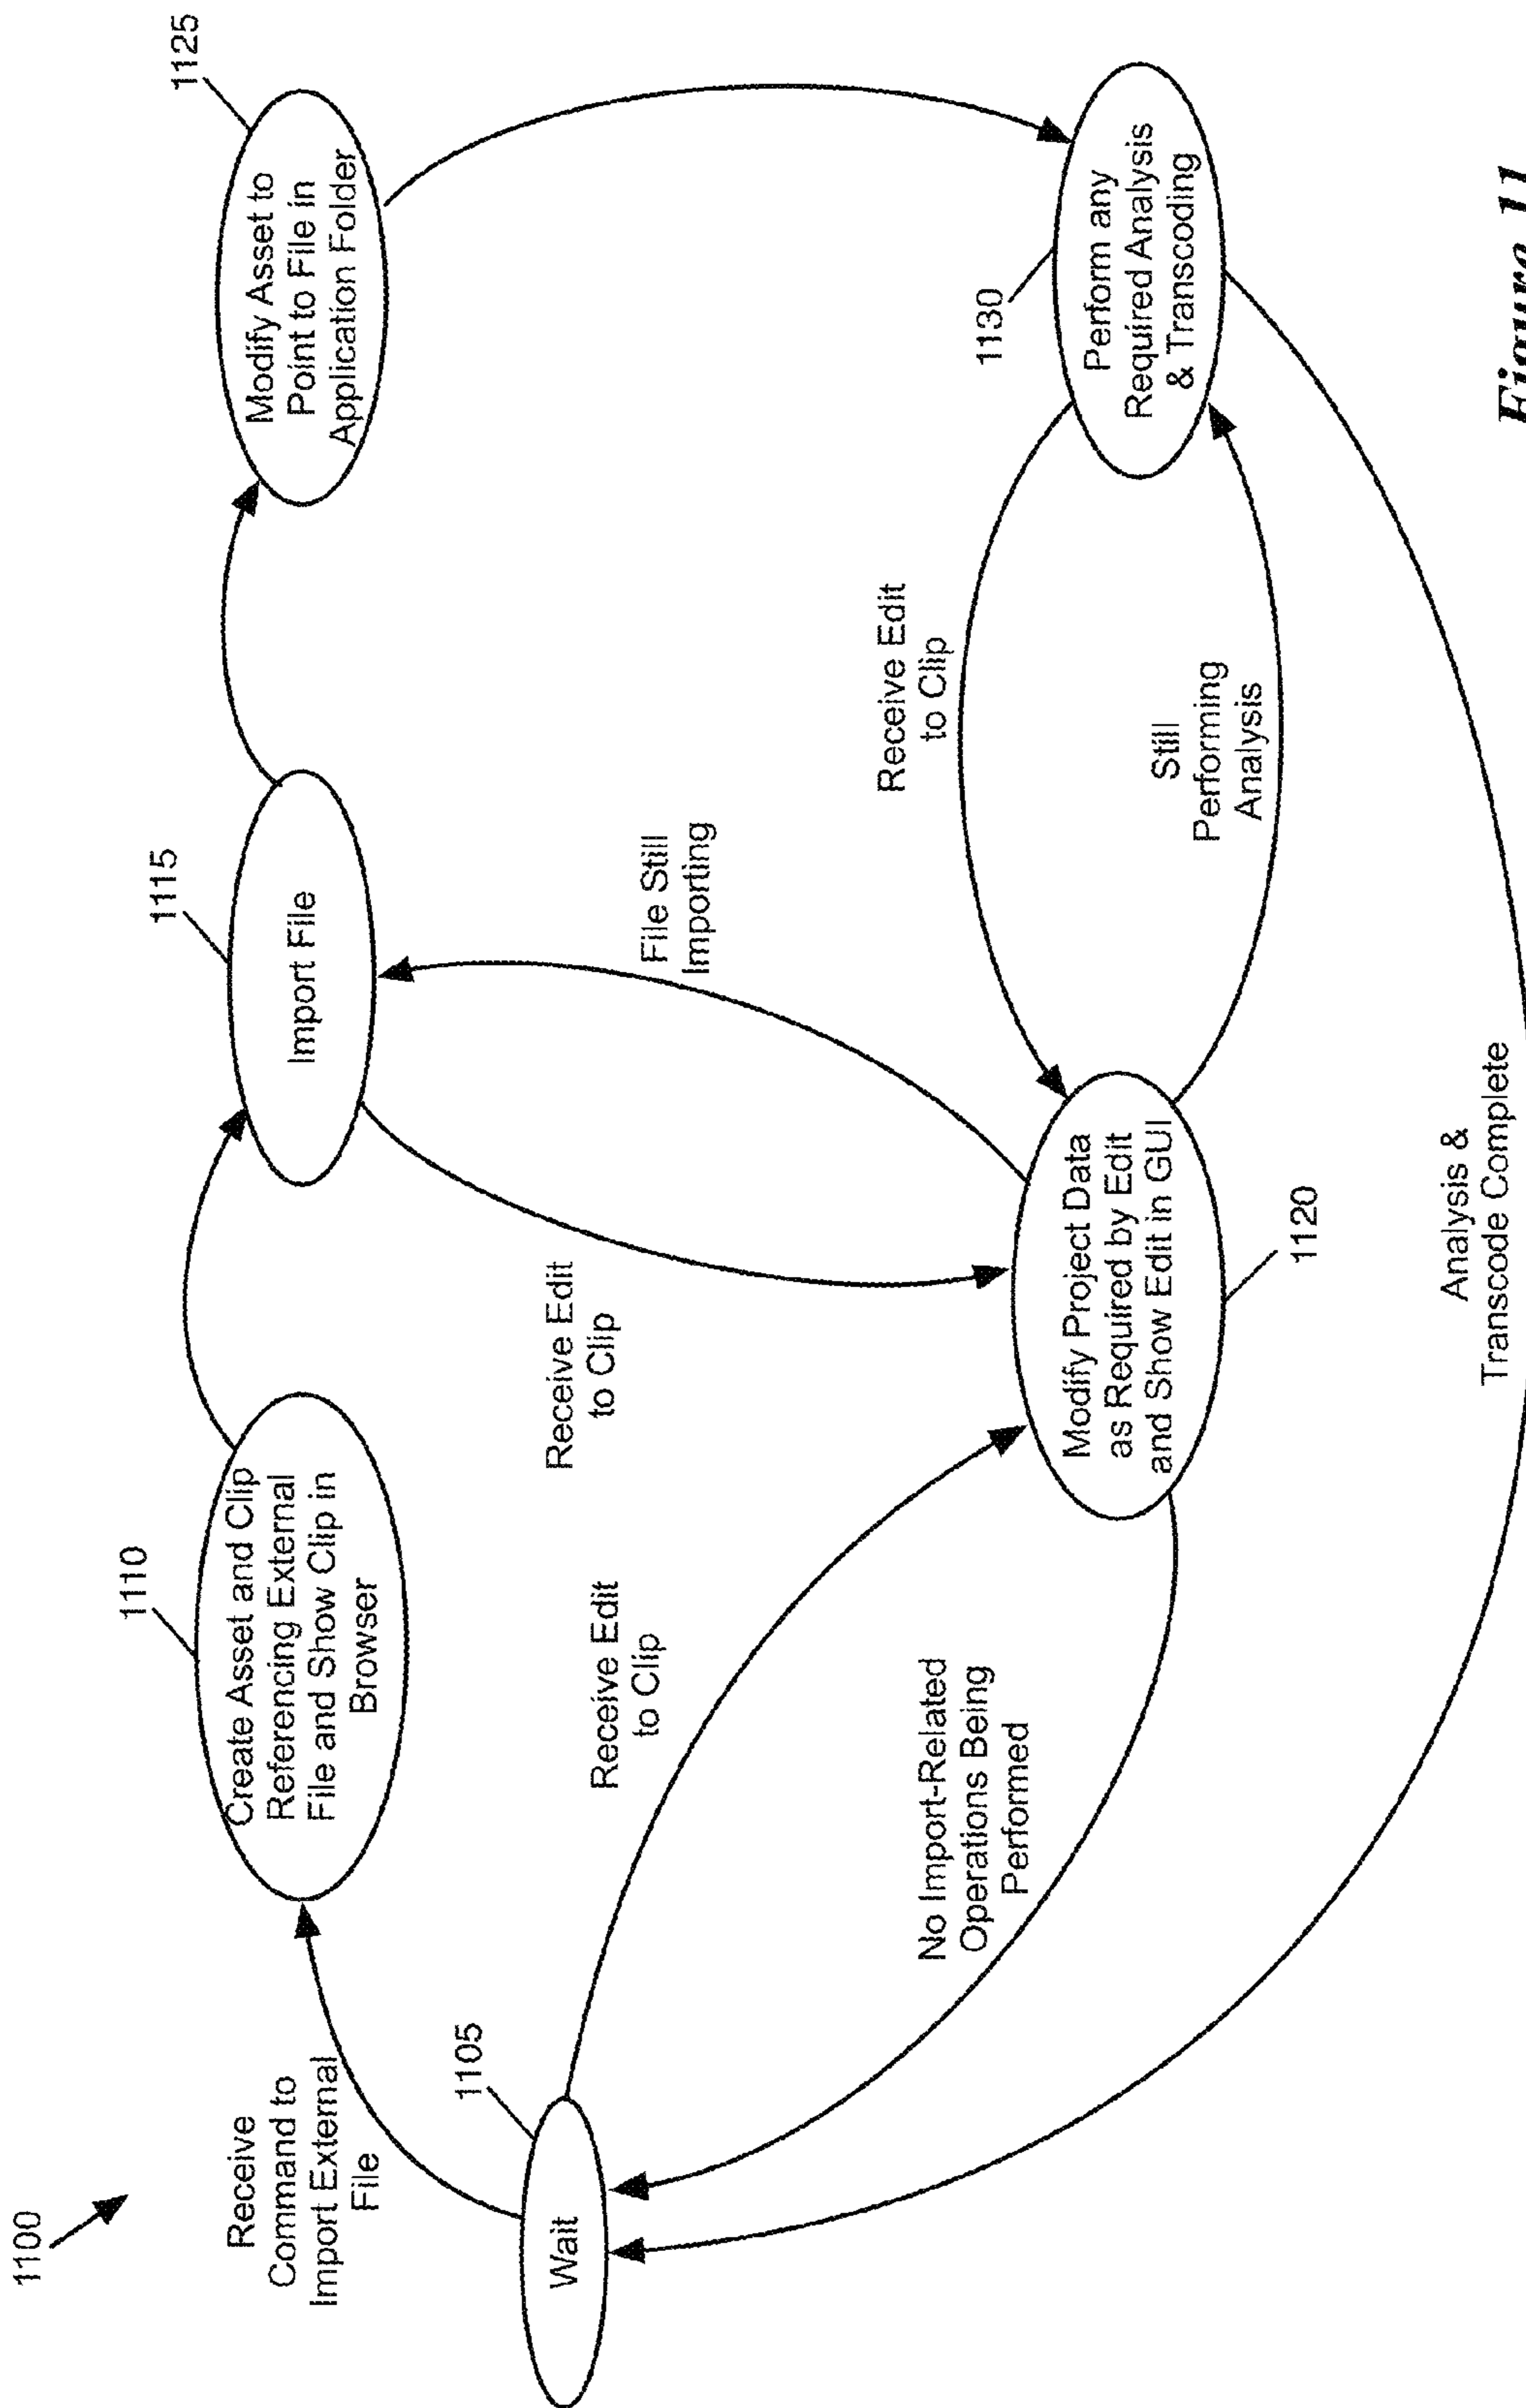 1100
Receive
Command to
Import External
File
1110
Create Asset and Clip
Referencing External
File and Show Clip in
Browser
1115
Import File
1125
Modify Asset to
Point to File in
Application Folder
1105
Wait
Receive Edit
to Clip
Receive Edit
to Clip
File Still
Importing
Receive Edit
to Clip
No Import-Related
Operations Being
Performed
Modify Project Data
as Required by Edit
and Show Edit in GUI
1120
Still
Performing
Analysis
1130
Perform any
Required Analysis
& Transcoding
Analysis &
Transcode Complete
Figure 11